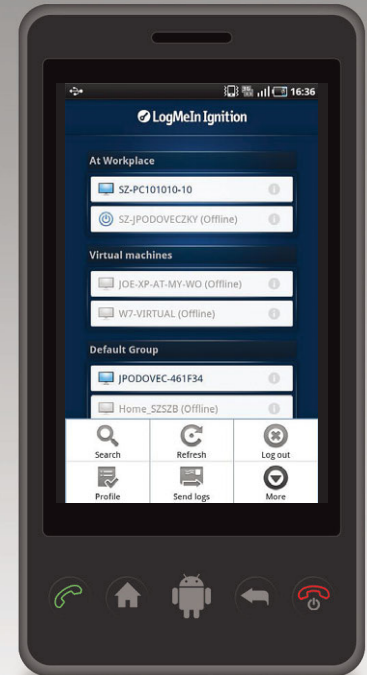 16:36
LogMeIn Ignition
At Workplace
SZ-PC101010-10
SZ-JPODOVECZKY (Offline)
Virtual machines
JOE-XP-AT-MY-WO (Offline)
W7-VIRTUAL (Offline)
Default Group
JPODOVEC-461F34
Home_SZSZB (Offline)
Search
Refresh
Log out
Profile
Send logs
More